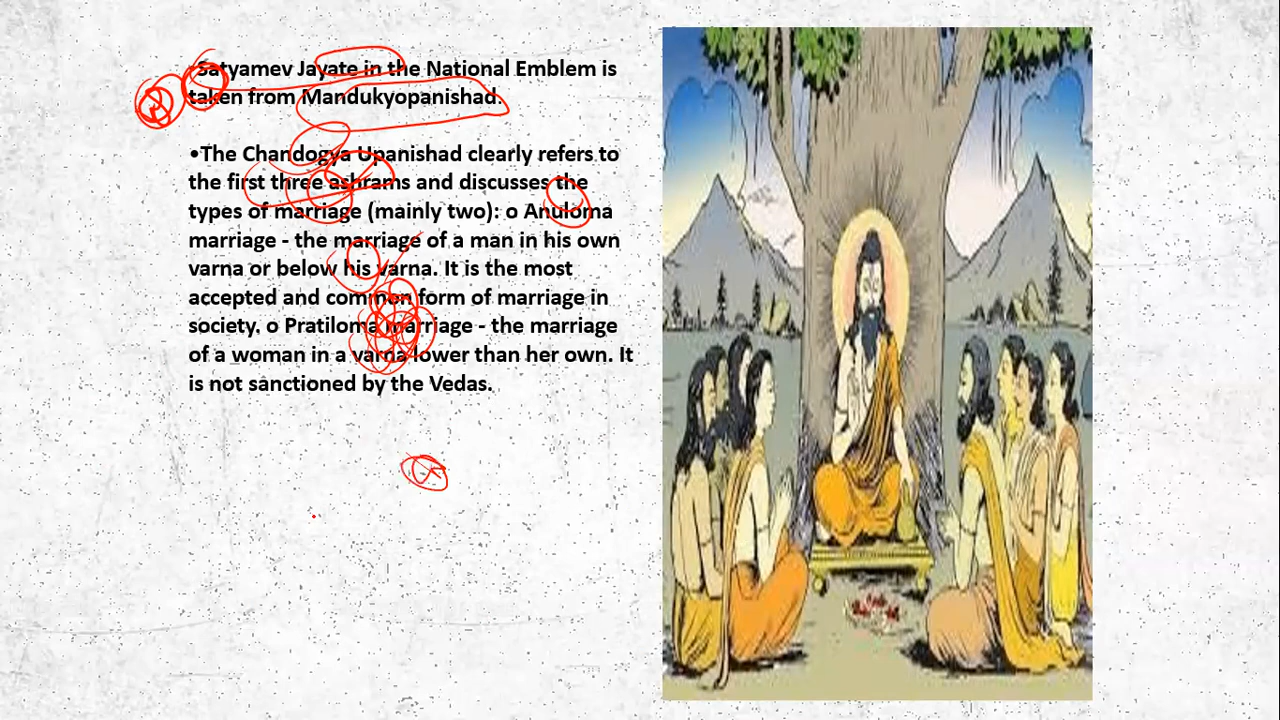 Satyamev Jayate in the National Emblem is
taken from Mandukyopanishad.
•The Chandogya Upanishad clearly refers to
the first three ashrams and discusses the
types of marriage (mainly two): o Anuloma
marriage - the marriage of a man in his own
varna or below his varna. It is the most
accepted and common form of marriage in
society. o Pratiloma marriage - the marriage
of a woman in a varna lower than her own. It
is not sanctioned by the Vedas.